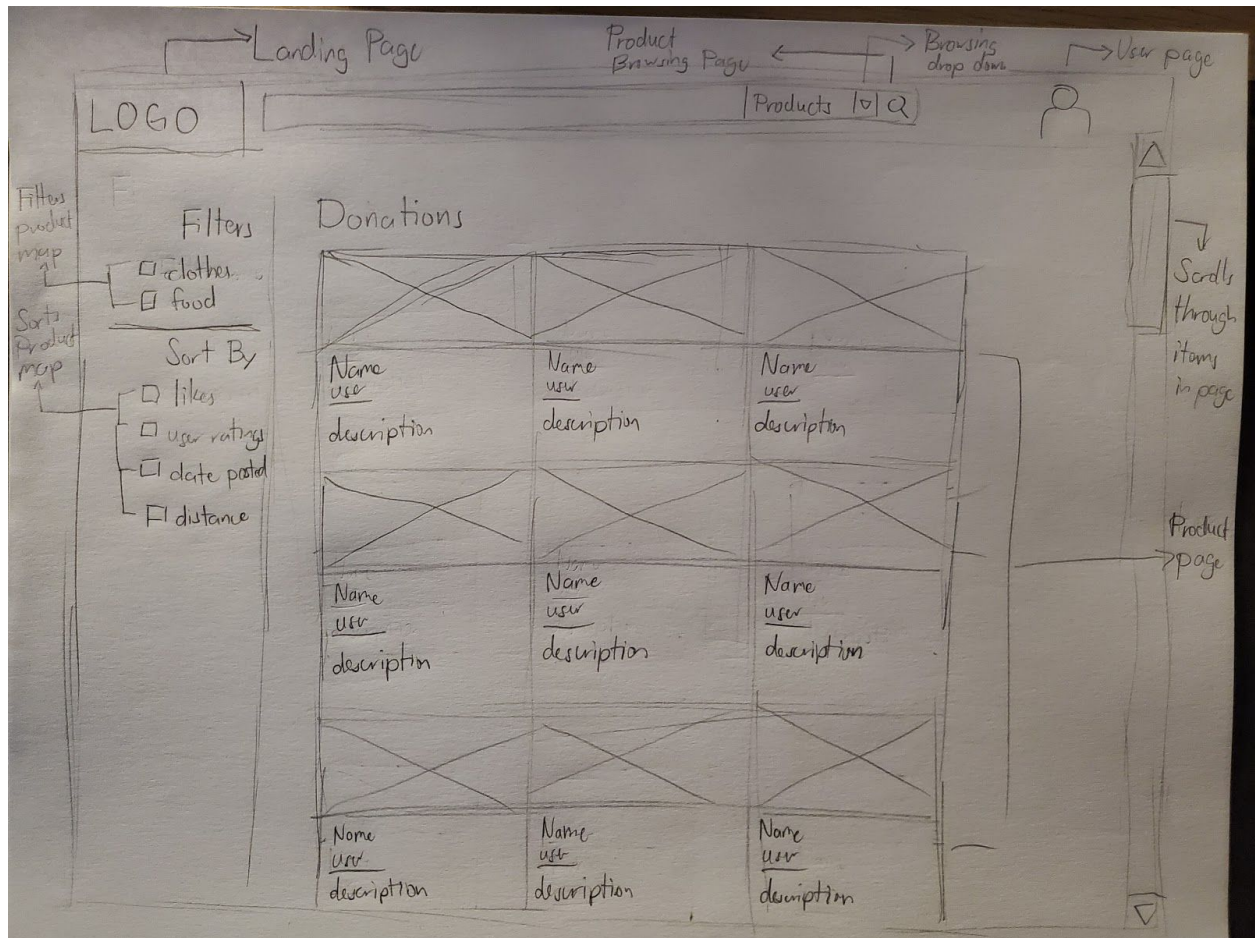 Landing Page
Product
Browsing Page
Browsing
drop down
User page
LOGO
Products
Filters
product
map
Filters
clothes
food
Sorts
Product
map
Sort By
likes
user ratings
date posted
distance
Donations
Name
user
description
Name
user
description
Name
user
description
Name
user
description
Name
user
description
Name
user
description
Name
user
description
Name
user
description
Name
user
description
Scrolls
through
items
in page
Product
page